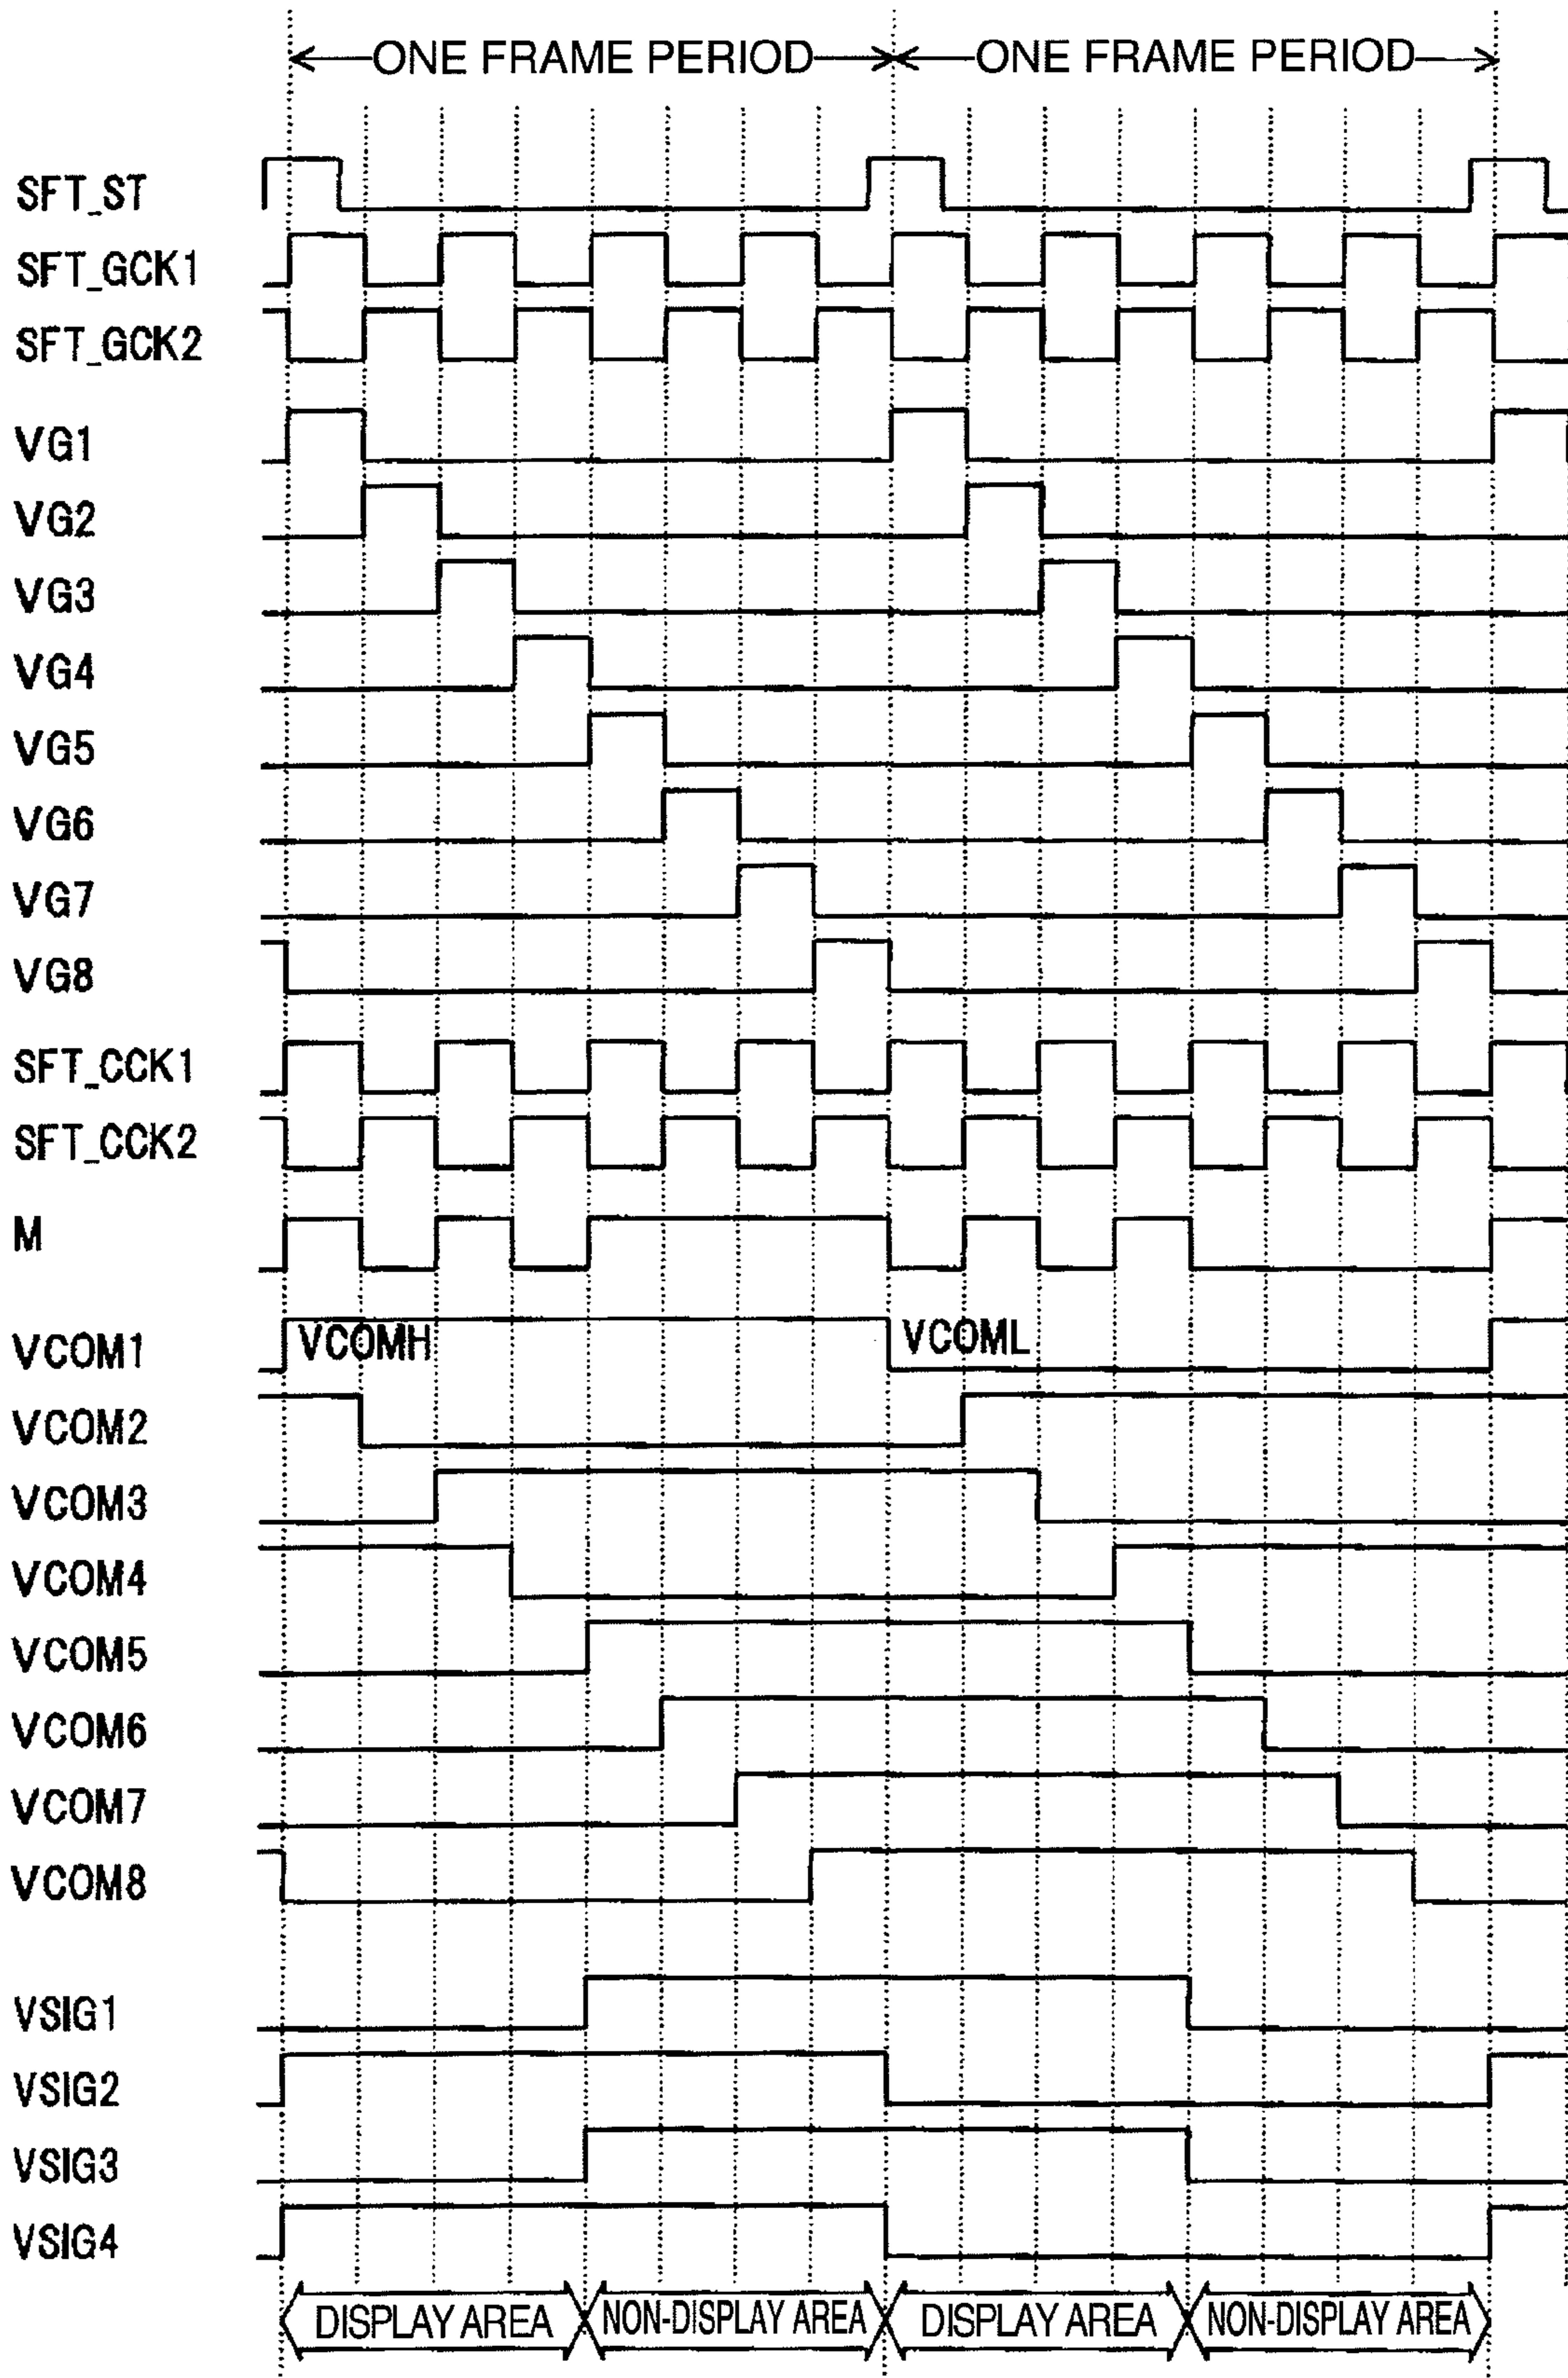 ONE FRAME PERIOD ONE FRAME PERIOD
SFT_ST
SFT_GCK1
SFT_GCK2
VG1
VG2
VG3
VG4
VG5
VG6
VG7
VG8
SFT_CCK1
SFT_CCK2
M
VCOM1 VCOMH VCOML
VCOM2
VCOM3
VCOM4
VCOM5
VCOM6
VCOM7
VCOM8
VSIG1
VSIG2
VSIG3
VSIG4
DISPLAY AREA NON-DISPLAY AREA DISPLAY AREA NON-DISPLAY AREA